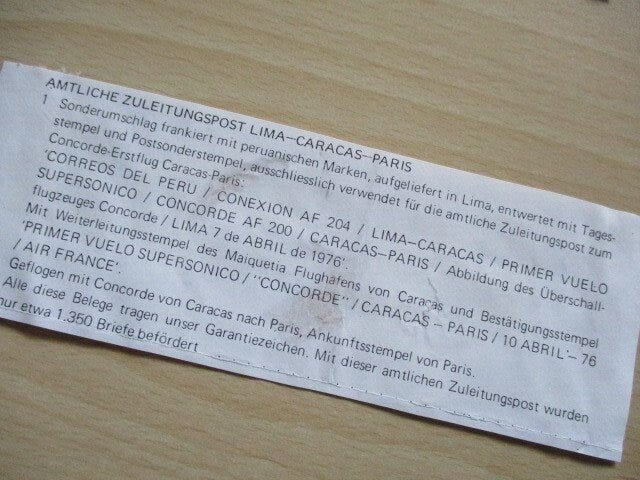 AMTLICHE ZULEITUNGSPOST LIMA–CARACAS–PARIS
1 Sonderumschlag frankiert mit peruanischen Marken, aufgeliefert in Lima, entwertet mit Tages-
stempel und Postsonderstempel, ausschliesslich verwendet für die amtliche Zuleitungspost zum
Concorde-Erstflug Caracas-Paris:
'CORREOS DEL PERU / CONEXION AF 204 / LIMA–CARACAS / PRIMER VUELO
SUPERSONICO / CONCORDE AF 200 / CARACAS–PARIS / Abbildung des Überschall-
flugzeuges Concorde / LIMA 7 de ABRIL de 1976'.
Mit Weiterleitungsstempel des Maiquetia Flughafens von Caracas und Bestätigungsstempel
'PRIMER VUELO SUPERSONICO / "CONCORDE" / CARACAS – PARIS / 10 ABRIL'– 76
/ AIR FRANCE'.
Geflogen mit Concorde von Caracas nach Paris, Ankunftsstempel von Paris.
Alle diese Belege tragen unser Garantiezeichen. Mit dieser amtlichen Zuleitungspost wurden
nur etwa 1.350 Briefe befördert